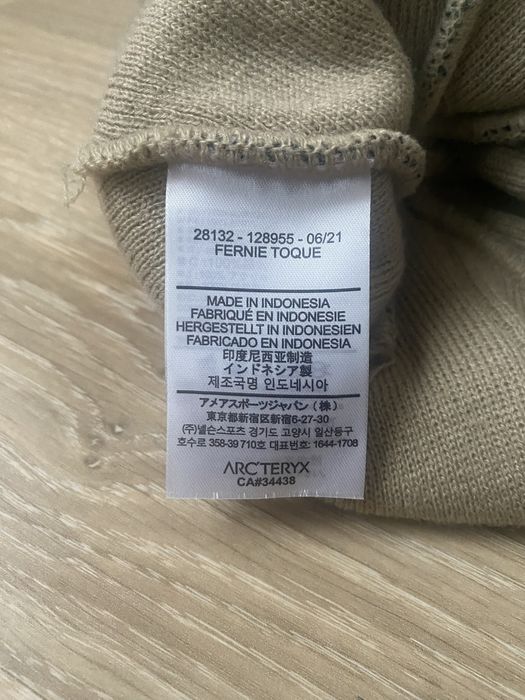 28132 - 128955 - 06/21
FERNIE TOQUE
MADE IN INDONESIA
FABRIQUÉ EN INDONESIE
HERGESTELLT IN INDONESIEN
FABRICADO EN INDONESIA
印度尼西亚制造
インドネシア製
제조국명 인도네시아
アメアスポーツジャパン（株）
東京都新宿区新宿6-27-30
(주)넬슨스포츠 경기도 고양시 일산동구
호수로 358-39 710호 대표번호: 1644-1708
ARC'TERYX
CA#34438